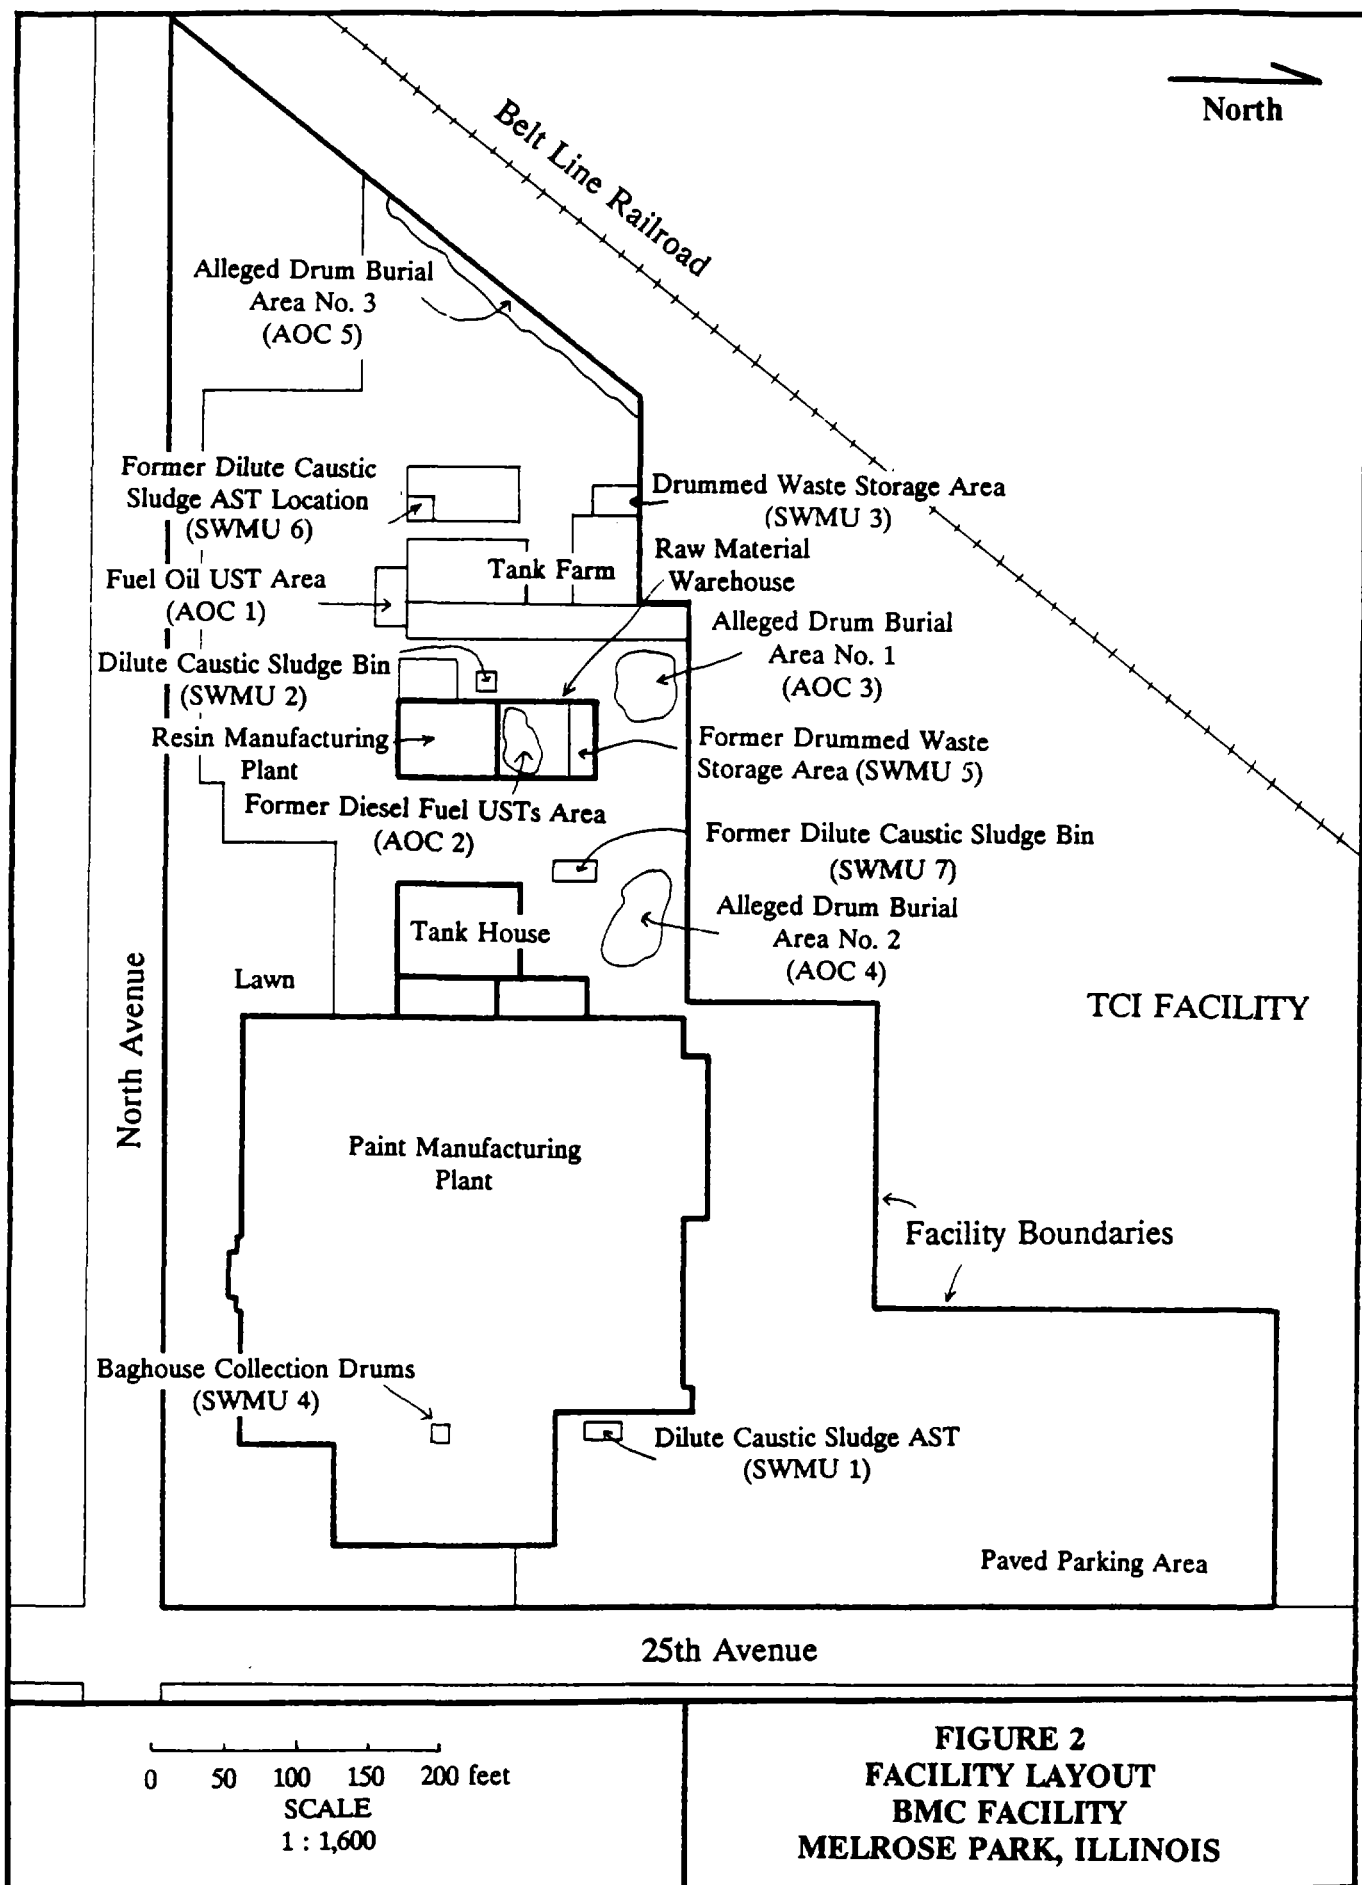 North
Belt Line Railroad
Alleged Drum Burial
Area No. 3
(AOC 5)
Former Dilute Caustic
Sludge AST Location
(SWMU 6)
Drummed Waste Storage Area
(SWMU 3)
Raw Material
Warehouse
Tank Farm
Fuel Oil UST Area
(AOC 1)
Alleged Drum Burial
Area No. 1
(AOC 3)
Dilute Caustic Sludge Bin
(SWMU 2)
Resin Manufacturing
Plant
Former Drummed Waste
Storage Area (SWMU 5)
Former Diesel Fuel USTs Area
(AOC 2)
Former Dilute Caustic Sludge Bin
(SWMU 7)
Alleged Drum Burial
Area No. 2
(AOC 4)
Tank House
Lawn
North Avenue
TCI FACILITY
Paint Manufacturing
Plant
Facility Boundaries
Baghouse Collection Drums
(SWMU 4)
Dilute Caustic Sludge AST
(SWMU 1)
Paved Parking Area
25th Avenue
0 50 100 150 200 feet
SCALE
1 : 1,600
FIGURE 2
FACILITY LAYOUT
BMC FACILITY
MELROSE PARK, ILLINOIS